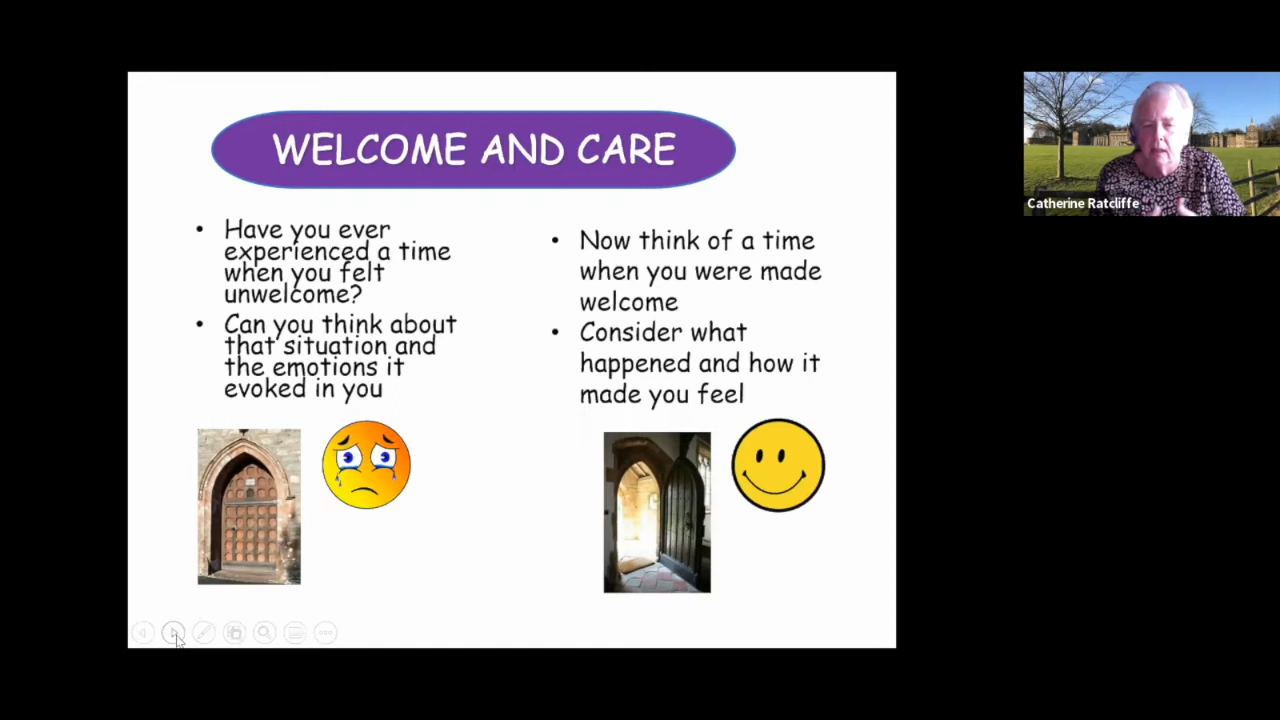 WELCOME AND CARE
Have you ever
experienced a time
when you felt
unwelcome?
Can you think about
that situation and
the emotions it
evoked in you
Now think of a time
when you were made
welcome
Consider what
happened and how it
made you feel
Catherine Ratcliffe